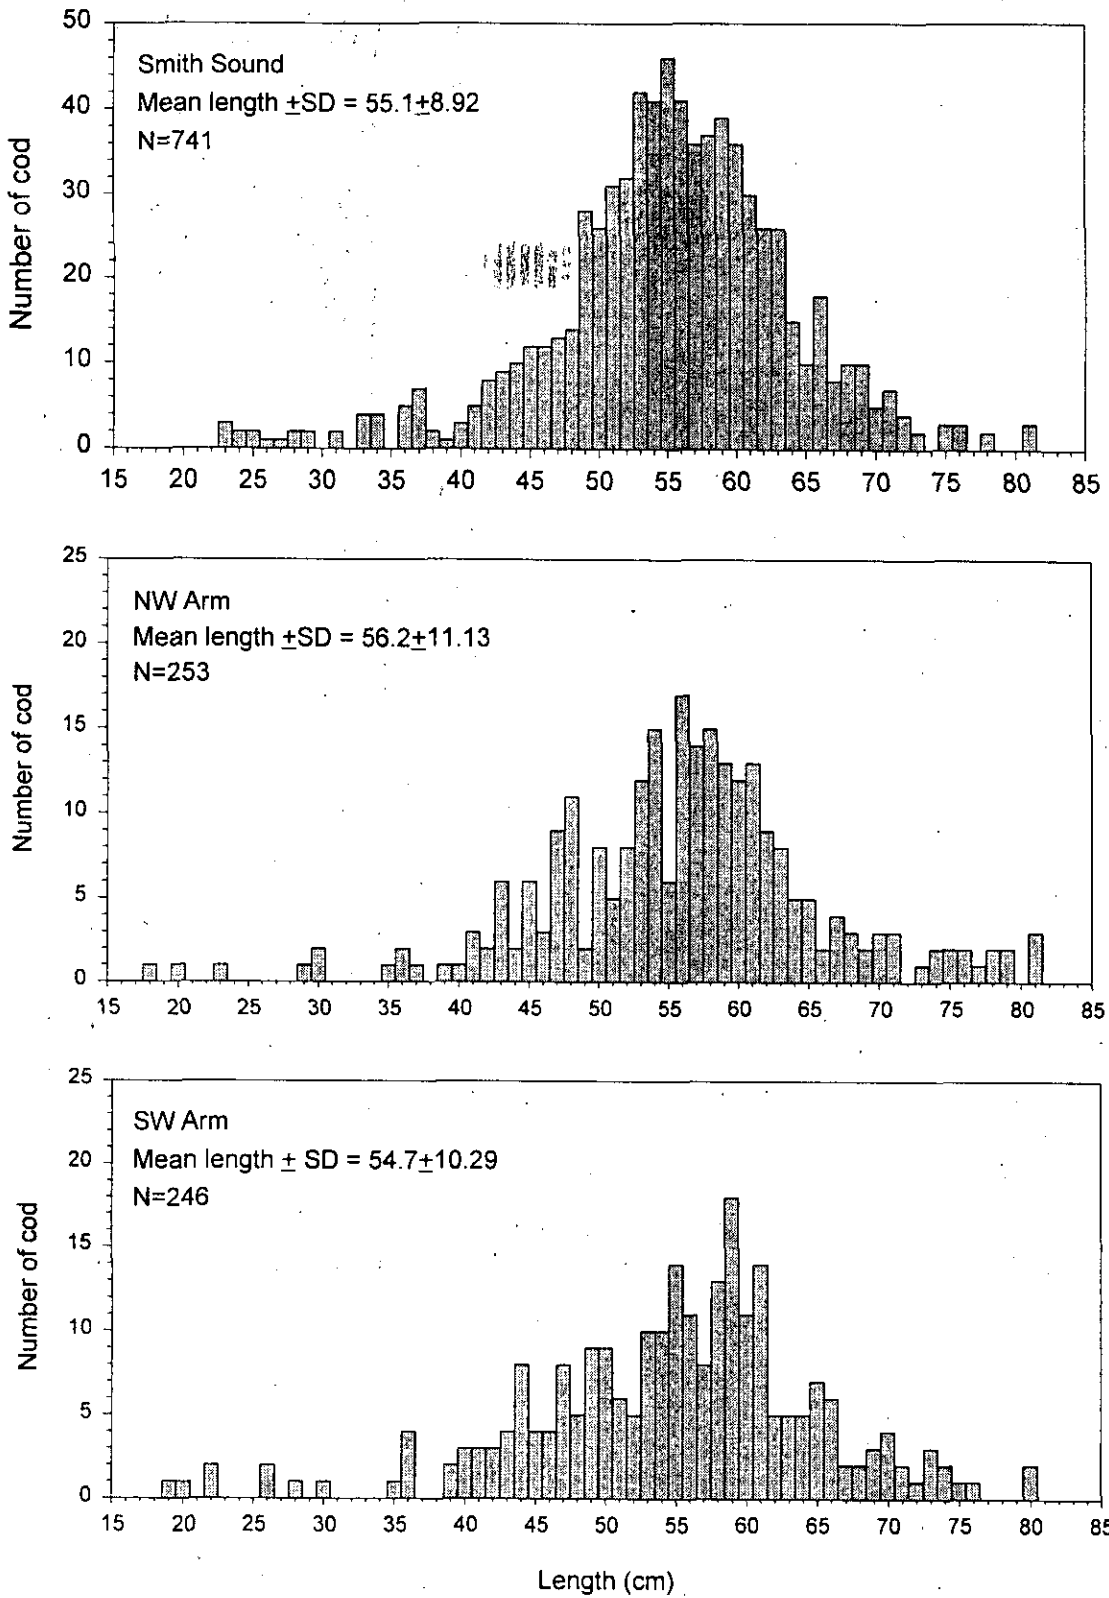 50
Smith Sound
Mean length ±SD = 55.1±8.92
40
N=741
30
20
10
0
Number of cod
15 20 25 30 35 40 45 50 55 60 65 70 75 80 85
25
NW Arm
Mean length ±SD = 56.2±11.13
20
N=253
15
10
5
0
Number of cod
15 20 25 30 35 40 45 50 55 60 65 70 75 80 85
25
SW Arm
Mean length ± SD = 54.7±10.29
20
N=246
15
10
5
0
Number of cod
15 20 25 30 35 40 45 50 55 60 65 70 75 80 85
Length (cm)